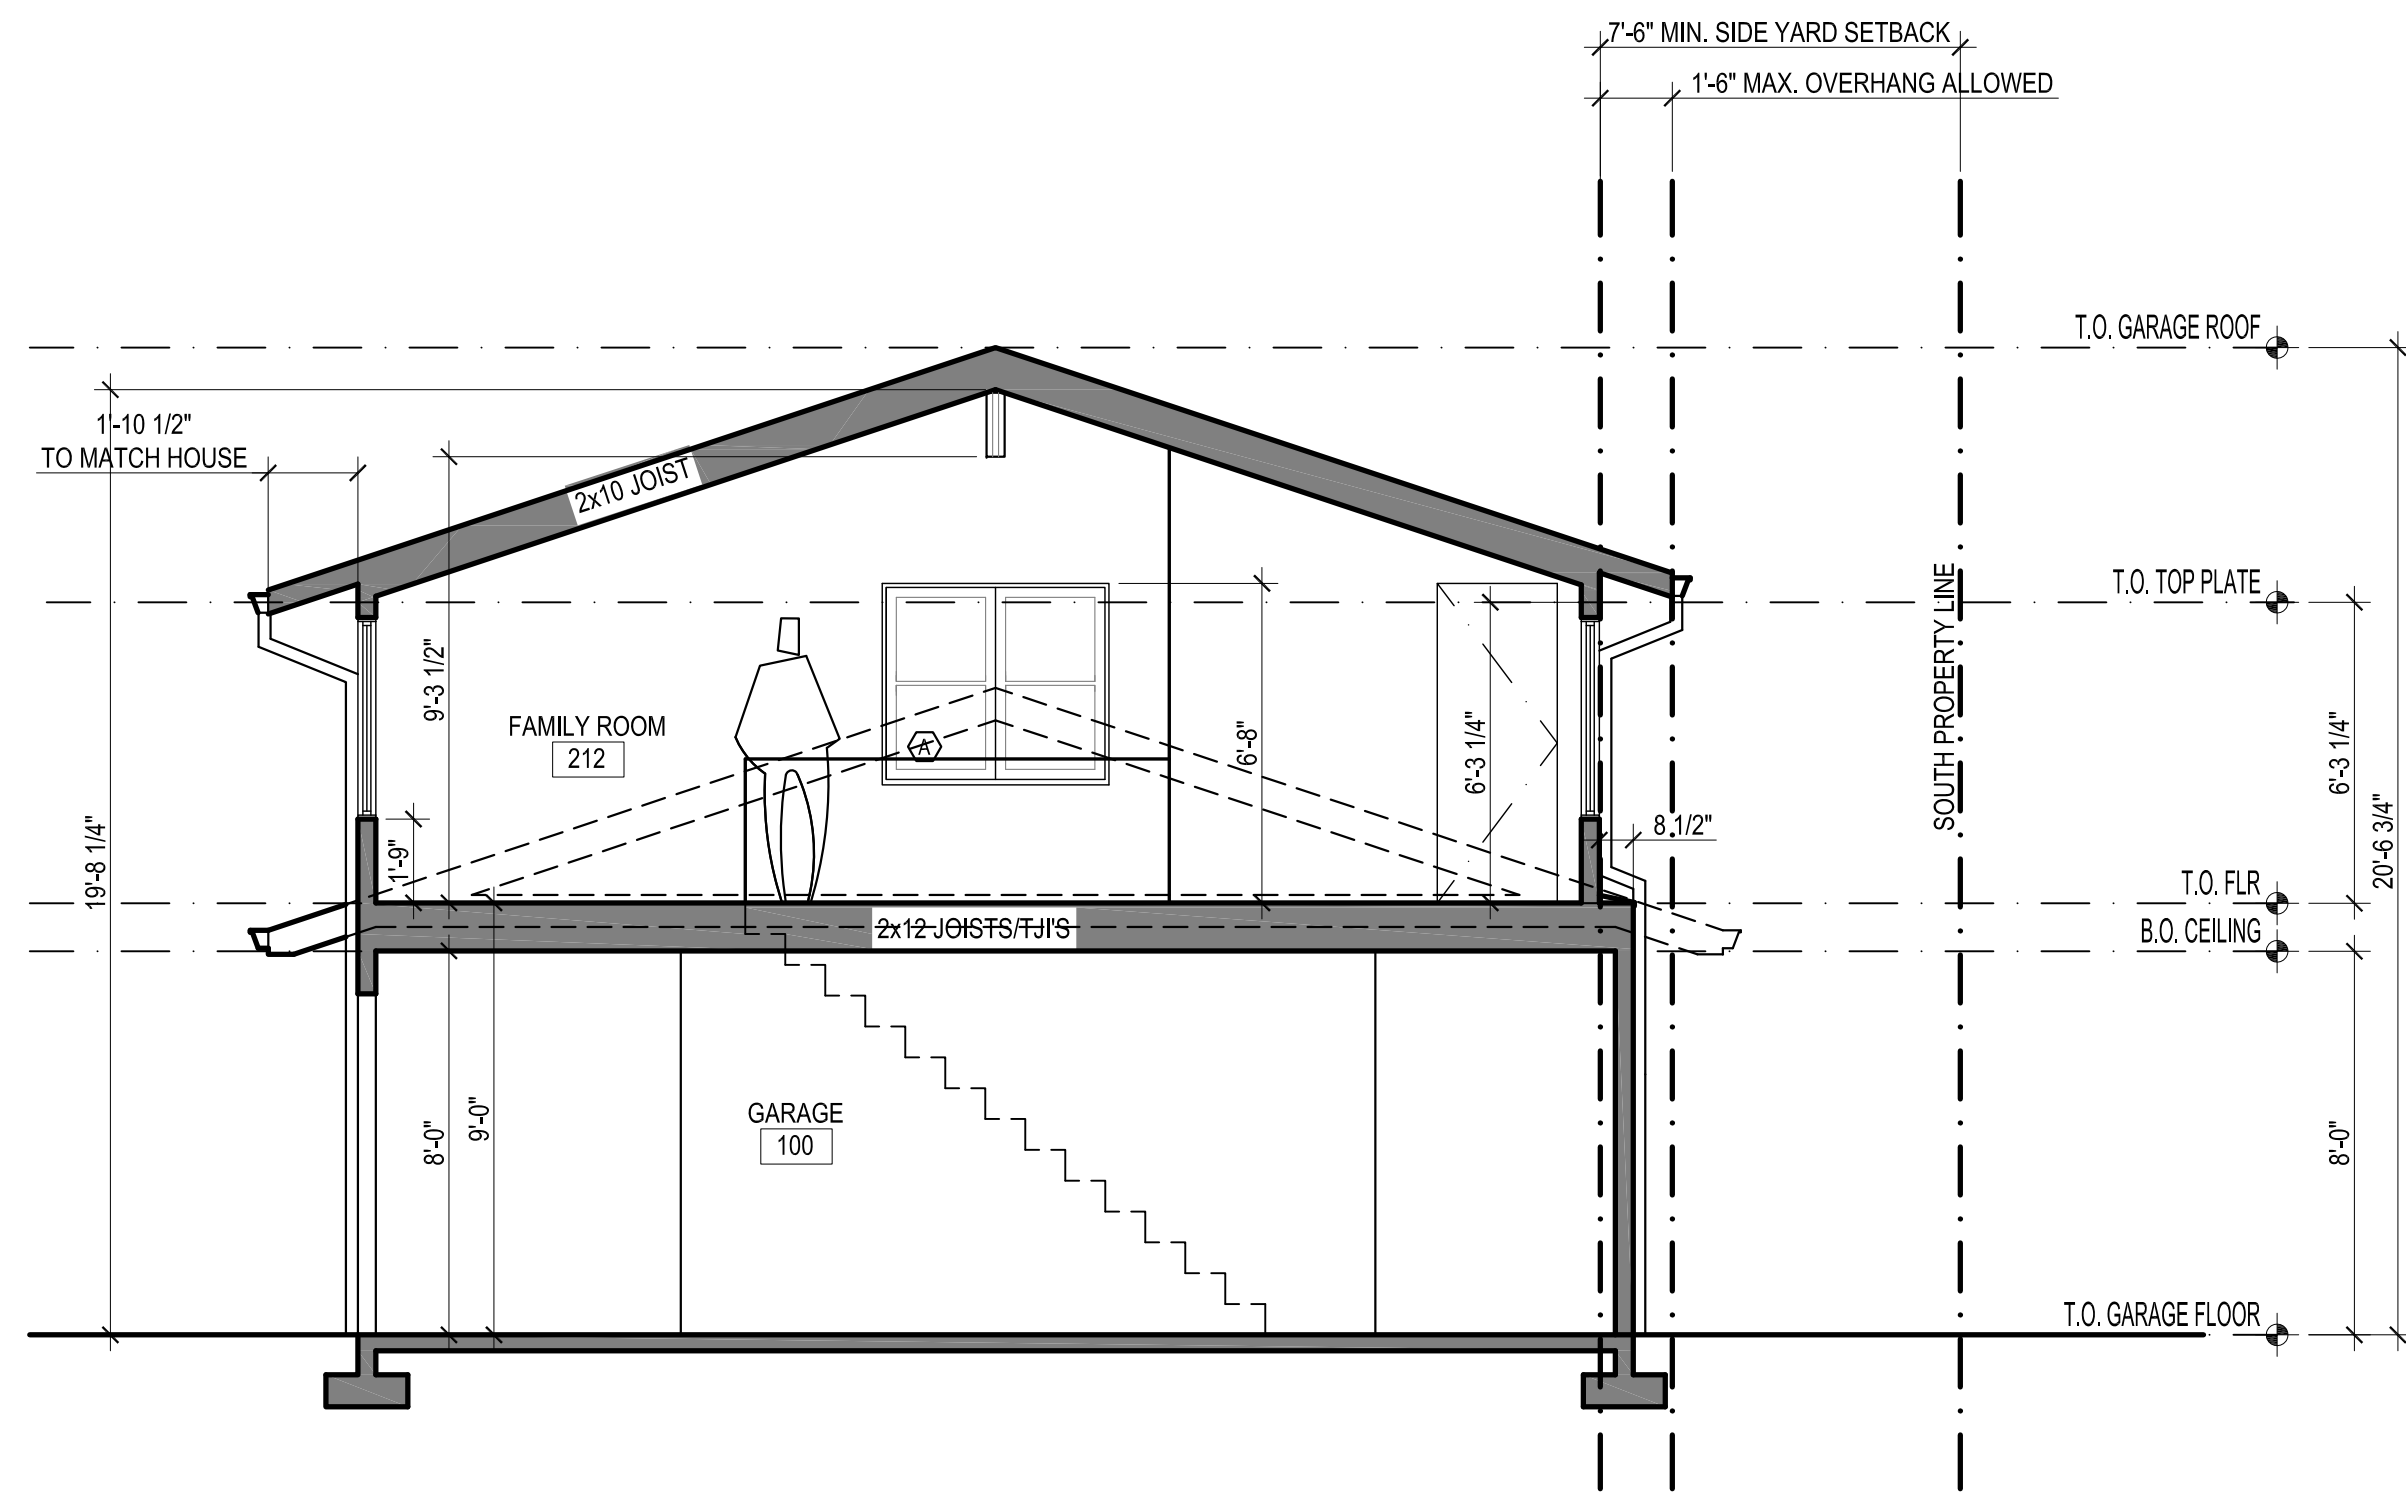 7'-6" MIN. SIDE YARD SETBACK
1'-6" MAX. OVERHANG ALLOWED
T.O. GARAGE ROOF
1'-10 1/2"
TO MATCH HOUSE
2x10 JOIST
T.O. TOP PLATE
SOUTH PROPERTY LINE
9'-3 1/2"
FAMILY ROOM
212
A
6'-8"
6'-3 1/4"
6'-3 1/4"
20'-6 3/4"
19'-8 1/4"
1'-9"
8 1/2"
T.O. FLR
2x12 JOISTS/TJI'S
B.O. CEILING
8'-0"
9'-0"
GARAGE
100
8'-0"
T.O. GARAGE FLOOR